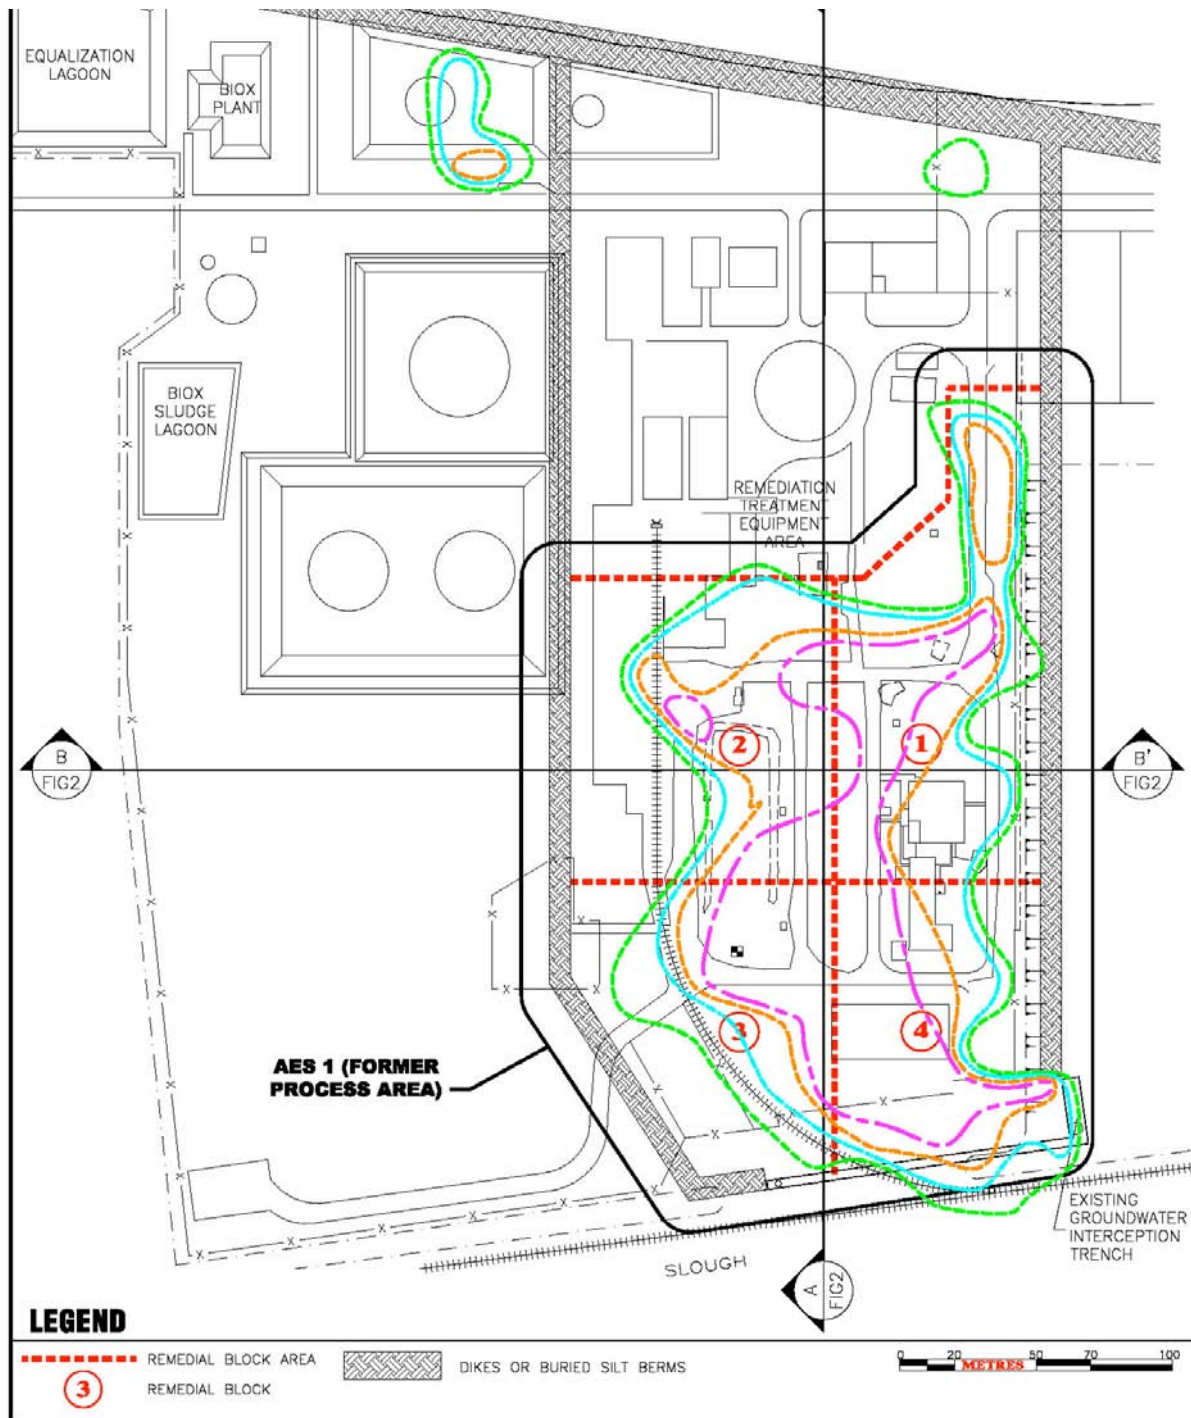 EQUALIZATION
LAGOON
BIOX
PLANT
BIOX
SLUDGE
LAGOON
REMEDIATION
TREATMENT
EQUIPMENT
AREA
2
1
B
FIG2
B'
FIG2
3
4
AES 1 (FORMER
PROCESS AREA)
EXISTING
GROUNDWATER
INTERCEPTION
TRENCH
SLOUGH
A
FIG2
LEGEND
REMEDIAL BLOCK AREA
3
REMEDIAL BLOCK
DIKES OR BURIED SILT BERMS
0 20 50 70 100
METRES